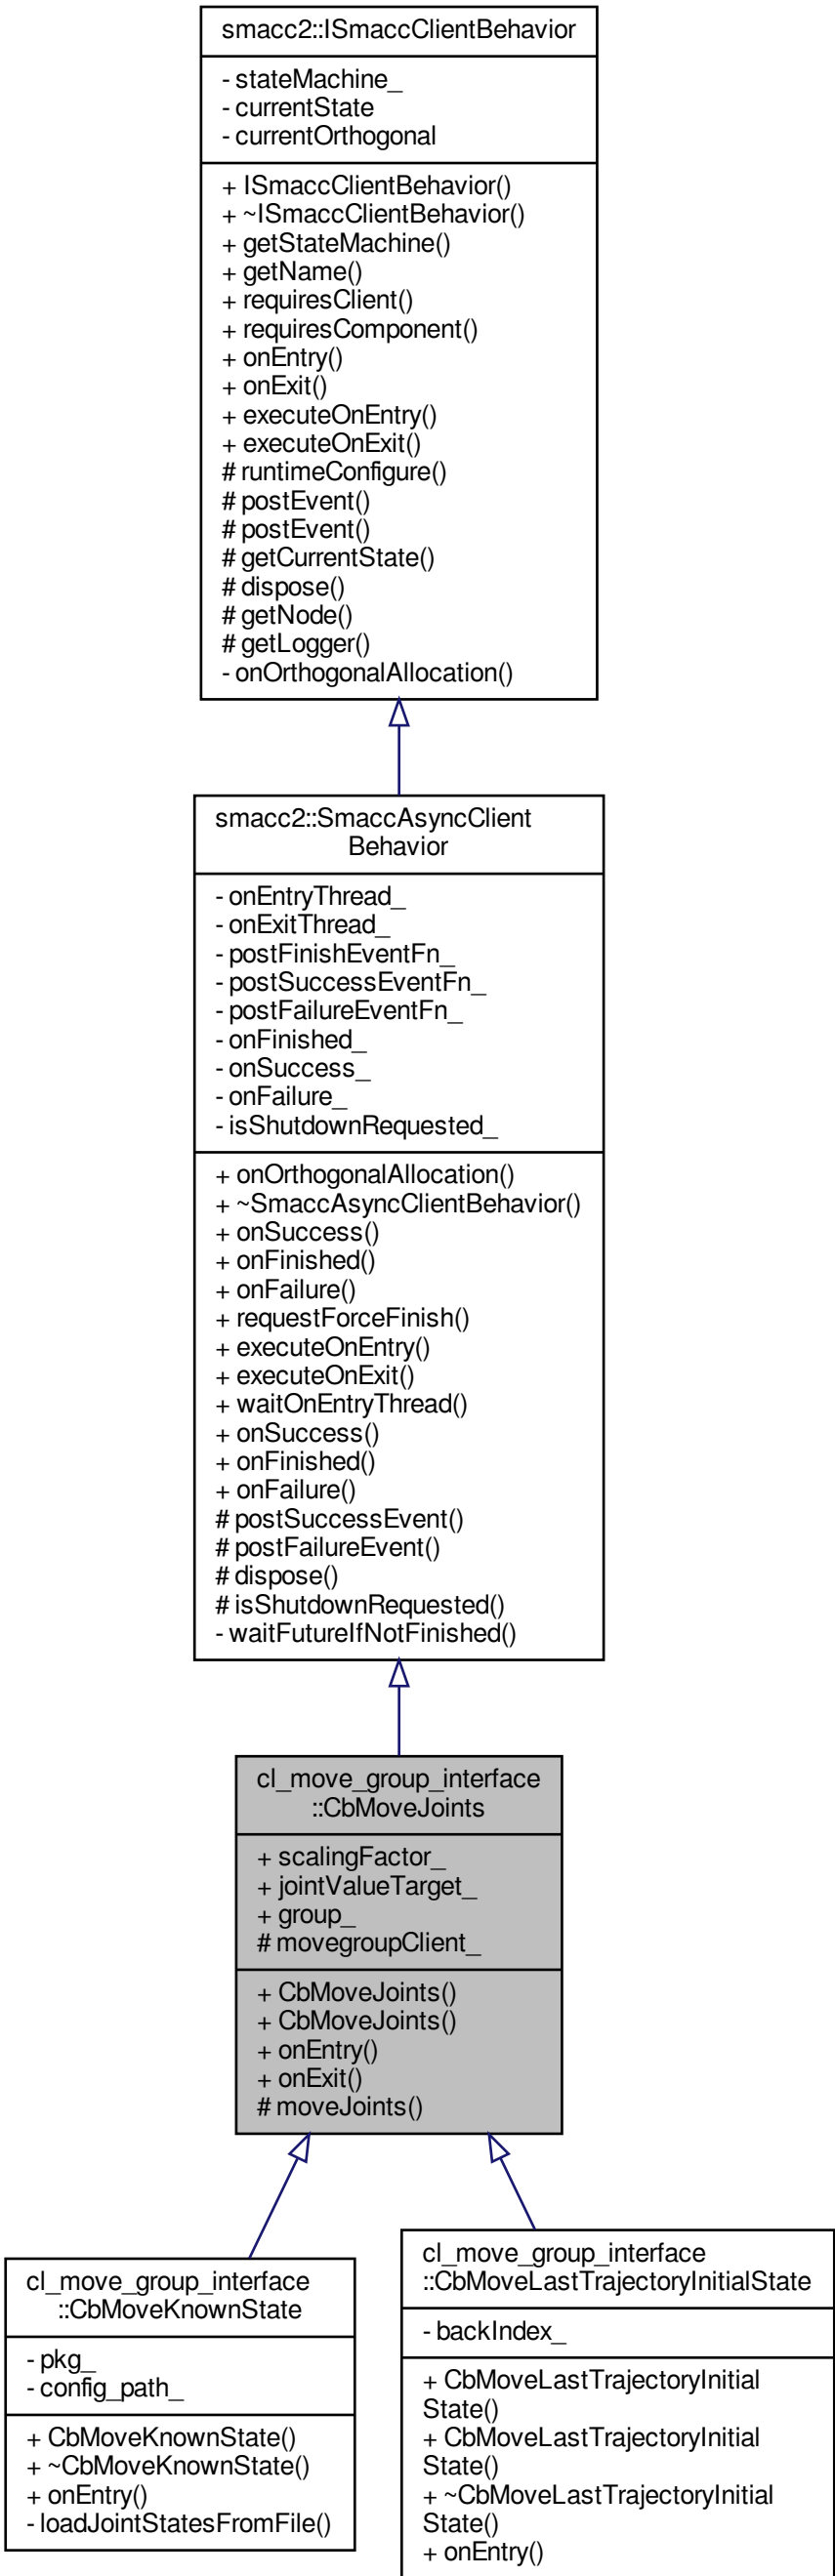 smacc2::ISmaccClientBehavior
- stateMachine_
- currentState
- currentOrthogonal
+ ISmaccClientBehavior()
+ ~ISmaccClientBehavior()
+ getStateMachine()
+ getName()
+ requiresClient()
+ requiresComponent()
+ onEntry()
+ onExit()
+ executeOnEntry()
+ executeOnExit()
# runtimeConfigure()
# postEvent()
# postEvent()
# getCurrentState()
# dispose()
# getNode()
# getLogger()
- onOrthogonalAllocation()
smacc2::SmaccAsyncClient
Behavior
- onEntryThread_
- onExitThread_
- postFinishEventFn_
- postSuccessEventFn_
- postFailureEventFn_
- onFinished_
- onSuccess_
- onFailure_
- isShutdownRequested_
+ onOrthogonalAllocation()
+ ~SmaccAsyncClientBehavior()
+ onSuccess()
+ onFinished()
+ onFailure()
+ requestForceFinish()
+ executeOnEntry()
+ executeOnExit()
+ waitOnEntryThread()
+ onSuccess()
+ onFinished()
+ onFailure()
# postSuccessEvent()
# postFailureEvent()
# dispose()
# isShutdownRequested()
- waitFutureIfNotFinished()
cl_move_group_interface
::CbMoveJoints
+ scalingFactor_
+ jointValueTarget_
+ group_
# movegroupClient_
+ CbMoveJoints()
+ CbMoveJoints()
+ onEntry()
+ onExit()
# moveJoints()
cl_move_group_interface
::CbMoveKnownState
- pkg_
- config_path_
+ CbMoveKnownState()
+ ~CbMoveKnownState()
+ onEntry()
- loadJointStatesFromFile()
cl_move_group_interface
::CbMoveLastTrajectoryInitialState
- backIndex_
+ CbMoveLastTrajectoryInitial
State()
+ CbMoveLastTrajectoryInitial
State()
+ ~CbMoveLastTrajectoryInitial
State()
+ onEntry()